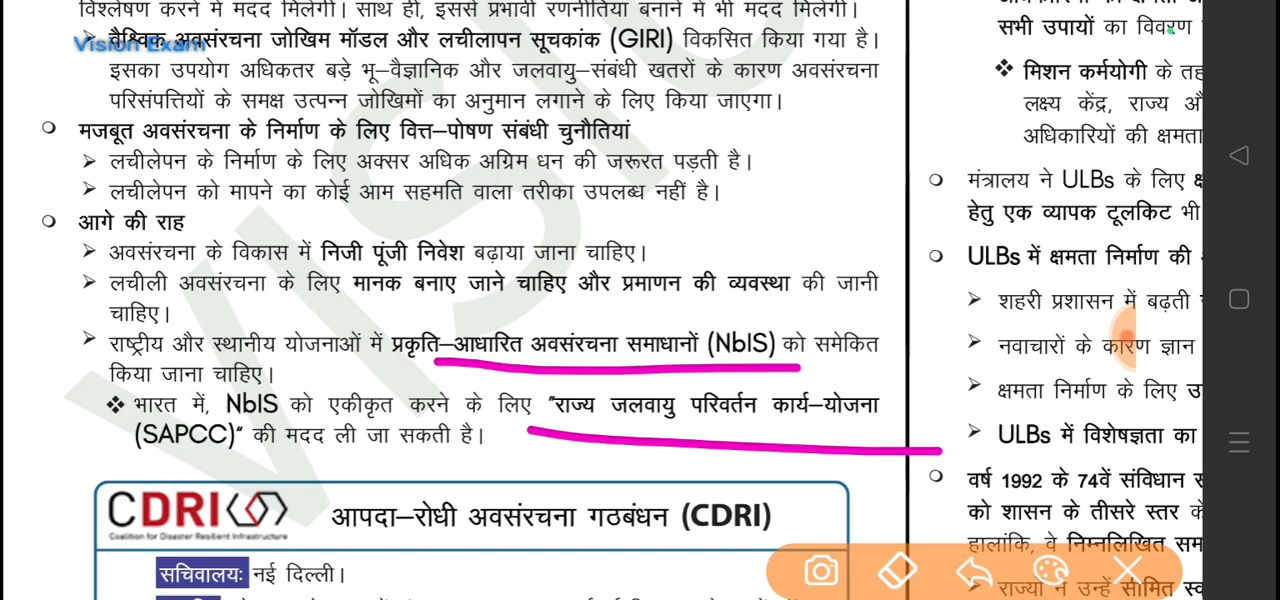 विश्लेषण करने में मदद मिलेगी। साथ ही, इससे प्रभावी रणनीतियां बनाने में भी मदद मिलेगी।
Vision Exam
वैश्विक अवसंरचना जोखिम मॉडल और लचीलापन सूचकांक (GIRI) विकसित किया गया है।
इसका उपयोग अधिकतर बड़े भू–वैज्ञानिक और जलवायु–संबंधी खतरों के कारण अवसंरचना
परिसंपत्तियों के समक्ष उत्पन्न जोखिमों का अनुमान लगाने के लिए किया जाएगा।
मजबूत अवसंरचना के निर्माण के लिए वित्त–पोषण संबंधी चुनौतियां
लचीलेपन के निर्माण के लिए अक्सर अधिक अग्रिम धन की जरूरत पड़ती है।
लचीलेपन को मापने का कोई आम सहमति वाला तरीका उपलब्ध नहीं है।
आगे की राह
अवसंरचना के विकास में निजी पूंजी निवेश बढ़ाया जाना चाहिए।
लचीली अवसंरचना के लिए मानक बनाए जाने चाहिए और प्रमाणन की व्यवस्था की जानी
चाहिए।
राष्ट्रीय और स्थानीय योजनाओं में प्रकृति–आधारित अवसंरचना समाधानों (NbIS) को समेकित
किया जाना चाहिए।
❖ भारत में, NbIS को एकीकृत करने के लिए "राज्य जलवायु परिवर्तन कार्य–योजना
(SAPCC)" की मदद ली जा सकती है।
CDRI
Coalition for Disaster Resilient Infrastructure
आपदा–रोधी अवसंरचना गठबंधन (CDRI)
सचिवालयः नई दिल्ली।
सभी उपायों का विवरण
❖ मिशन कर्मयोगी के तह
लक्ष्य केंद्र, राज्य औ
अधिकारियों की क्षमता
मंत्रालय ने ULBs के लिए क्ष
हेतु एक व्यापक टूलकिट भी
ULBs में क्षमता निर्माण की
शहरी प्रशासन में बढ़ती
नवाचारों के कारण ज्ञान
क्षमता निर्माण के लिए उ
ULBs में विशेषज्ञता का
वर्ष 1992 के 74वें संविधान स
को शासन के तीसरे स्तर के
हालांकि, वे निम्नलिखित सम
राज्यों ने उन्हें सीमित स्व